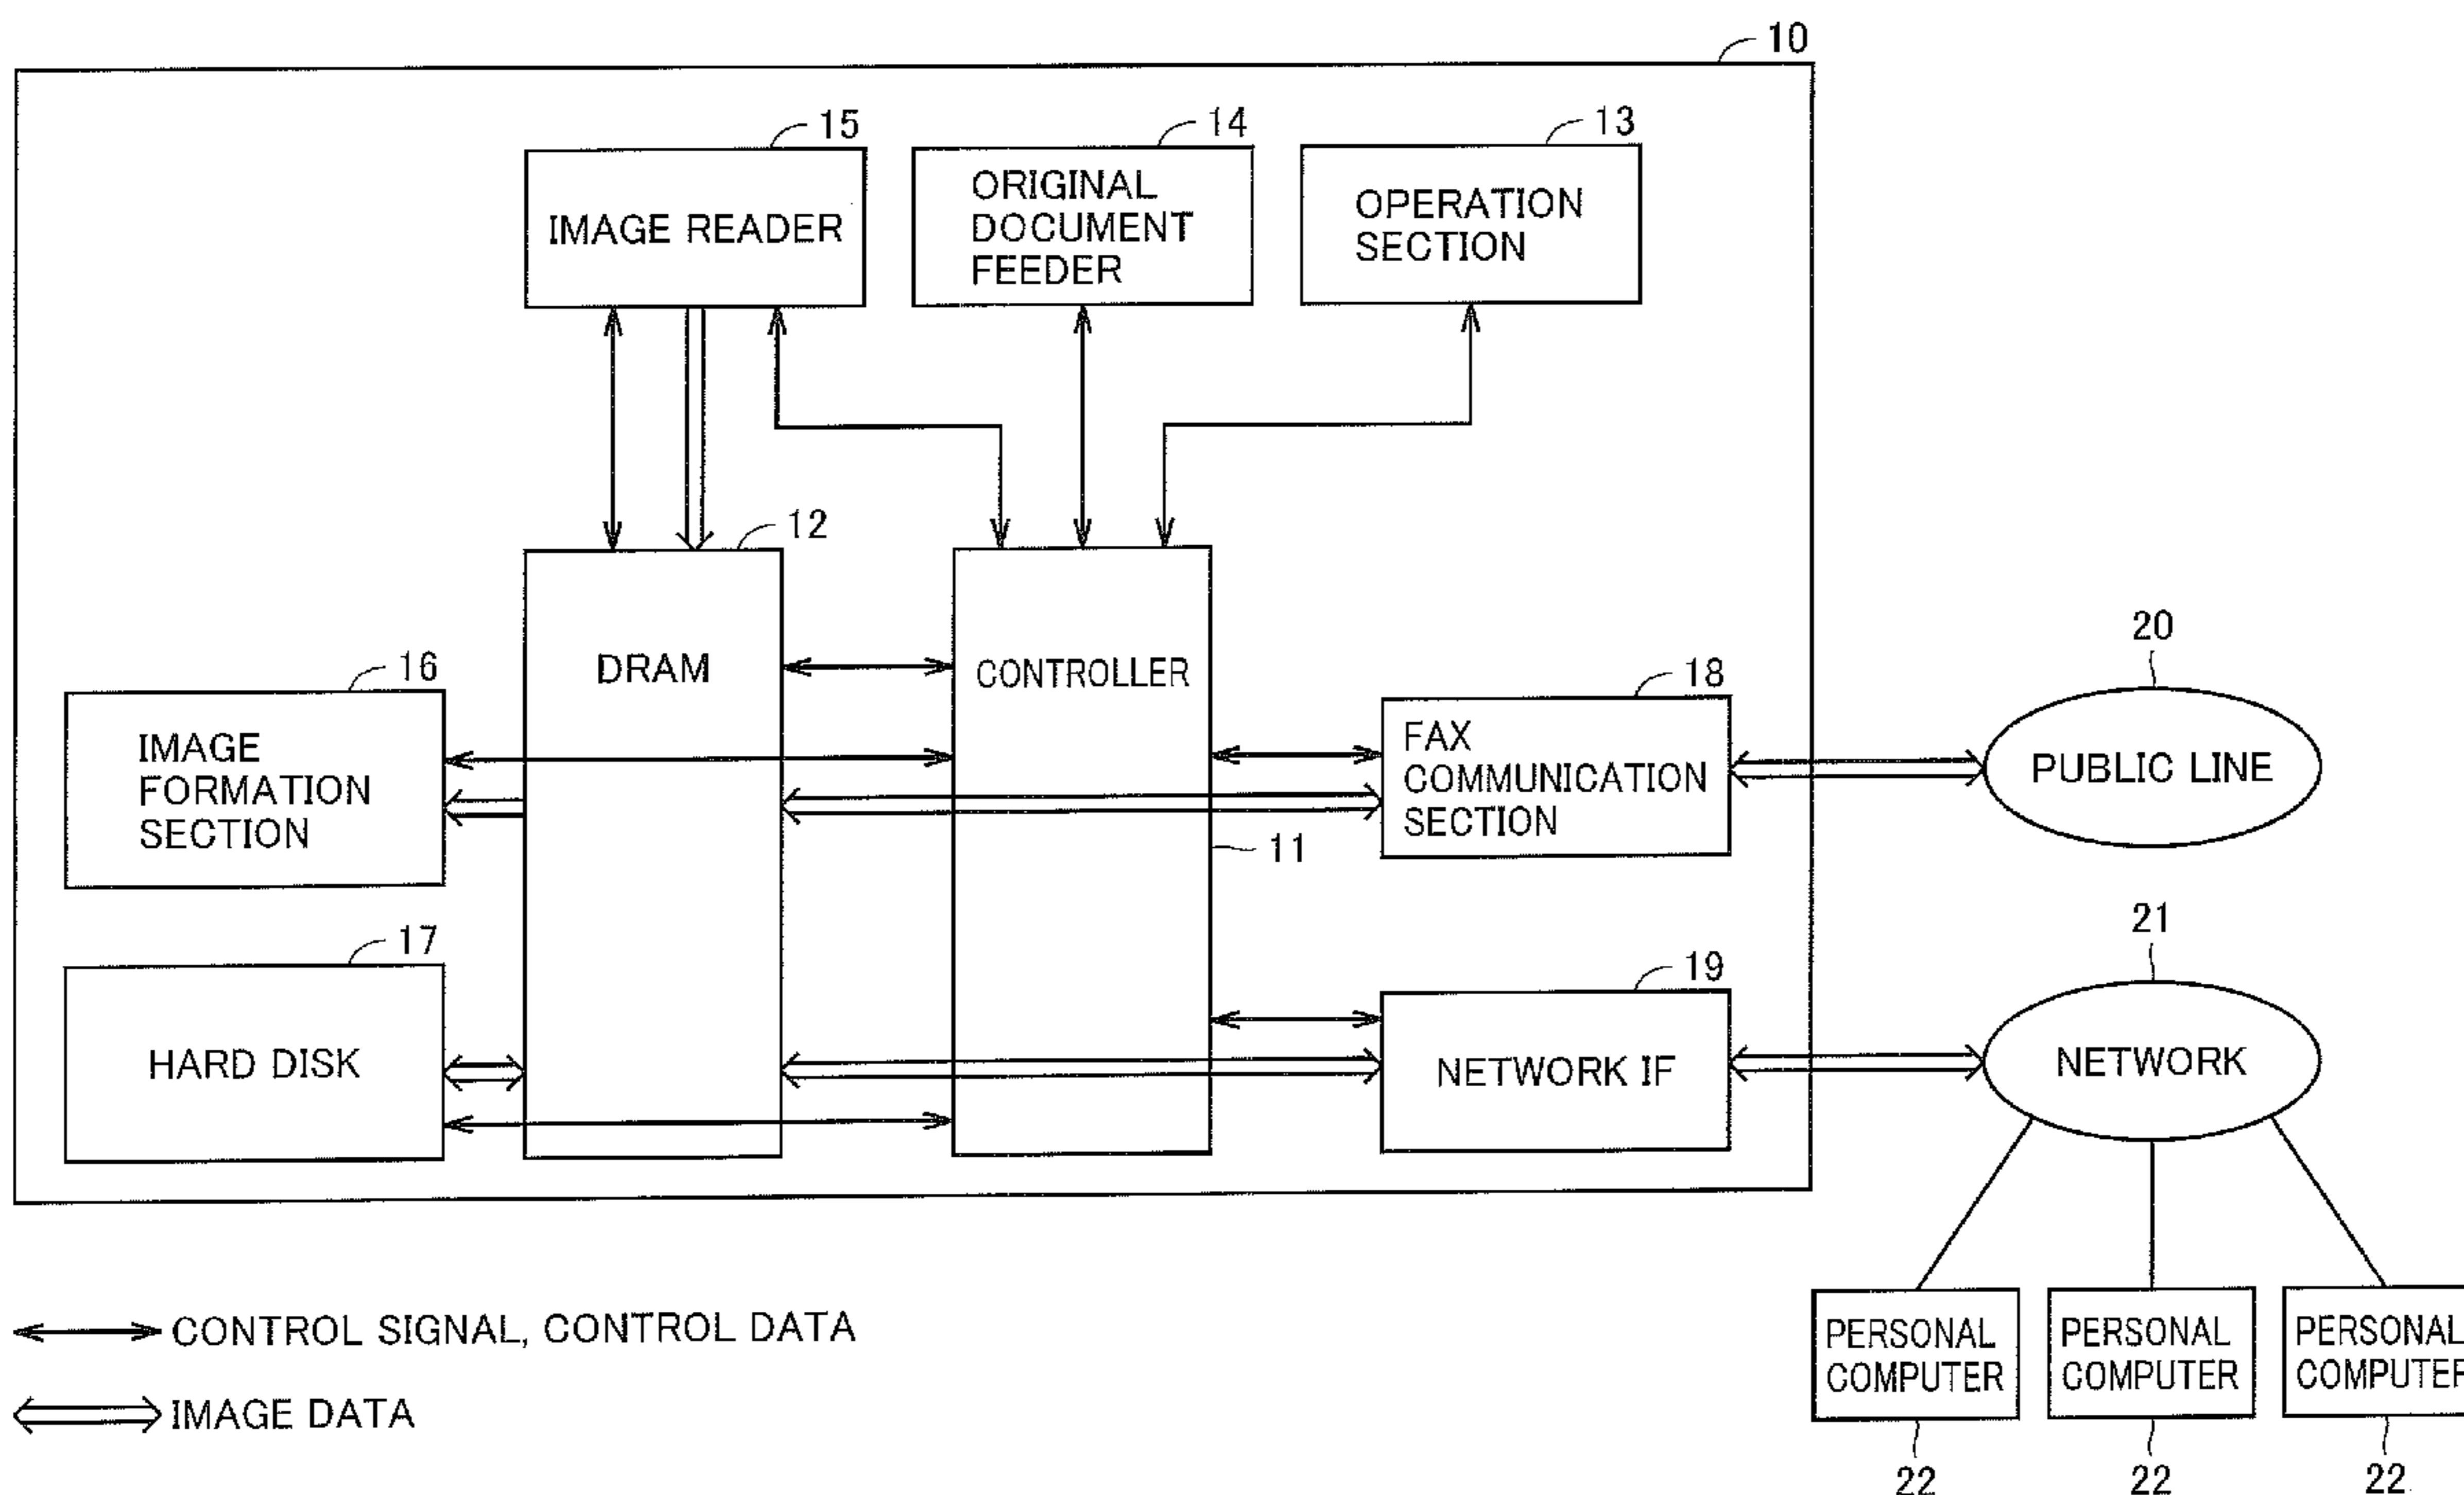 10
15
14
13
IMAGE READER
ORIGINAL
DOCUMENT
FEEDER
OPERATION
SECTION
12
DRAM
CONTROLLER
11
16
IMAGE
FORMATION
SECTION
18
FAX
COMMUNICATION
SECTION
20
PUBLIC LINE
17
HARD DISK
19
NETWORK IF
21
NETWORK
CONTROL SIGNAL, CONTROL DATA
IMAGE DATA
PERSONAL
COMPUTER
22
PERSONAL
COMPUTER
22
PERSONAL
COMPUTER
22